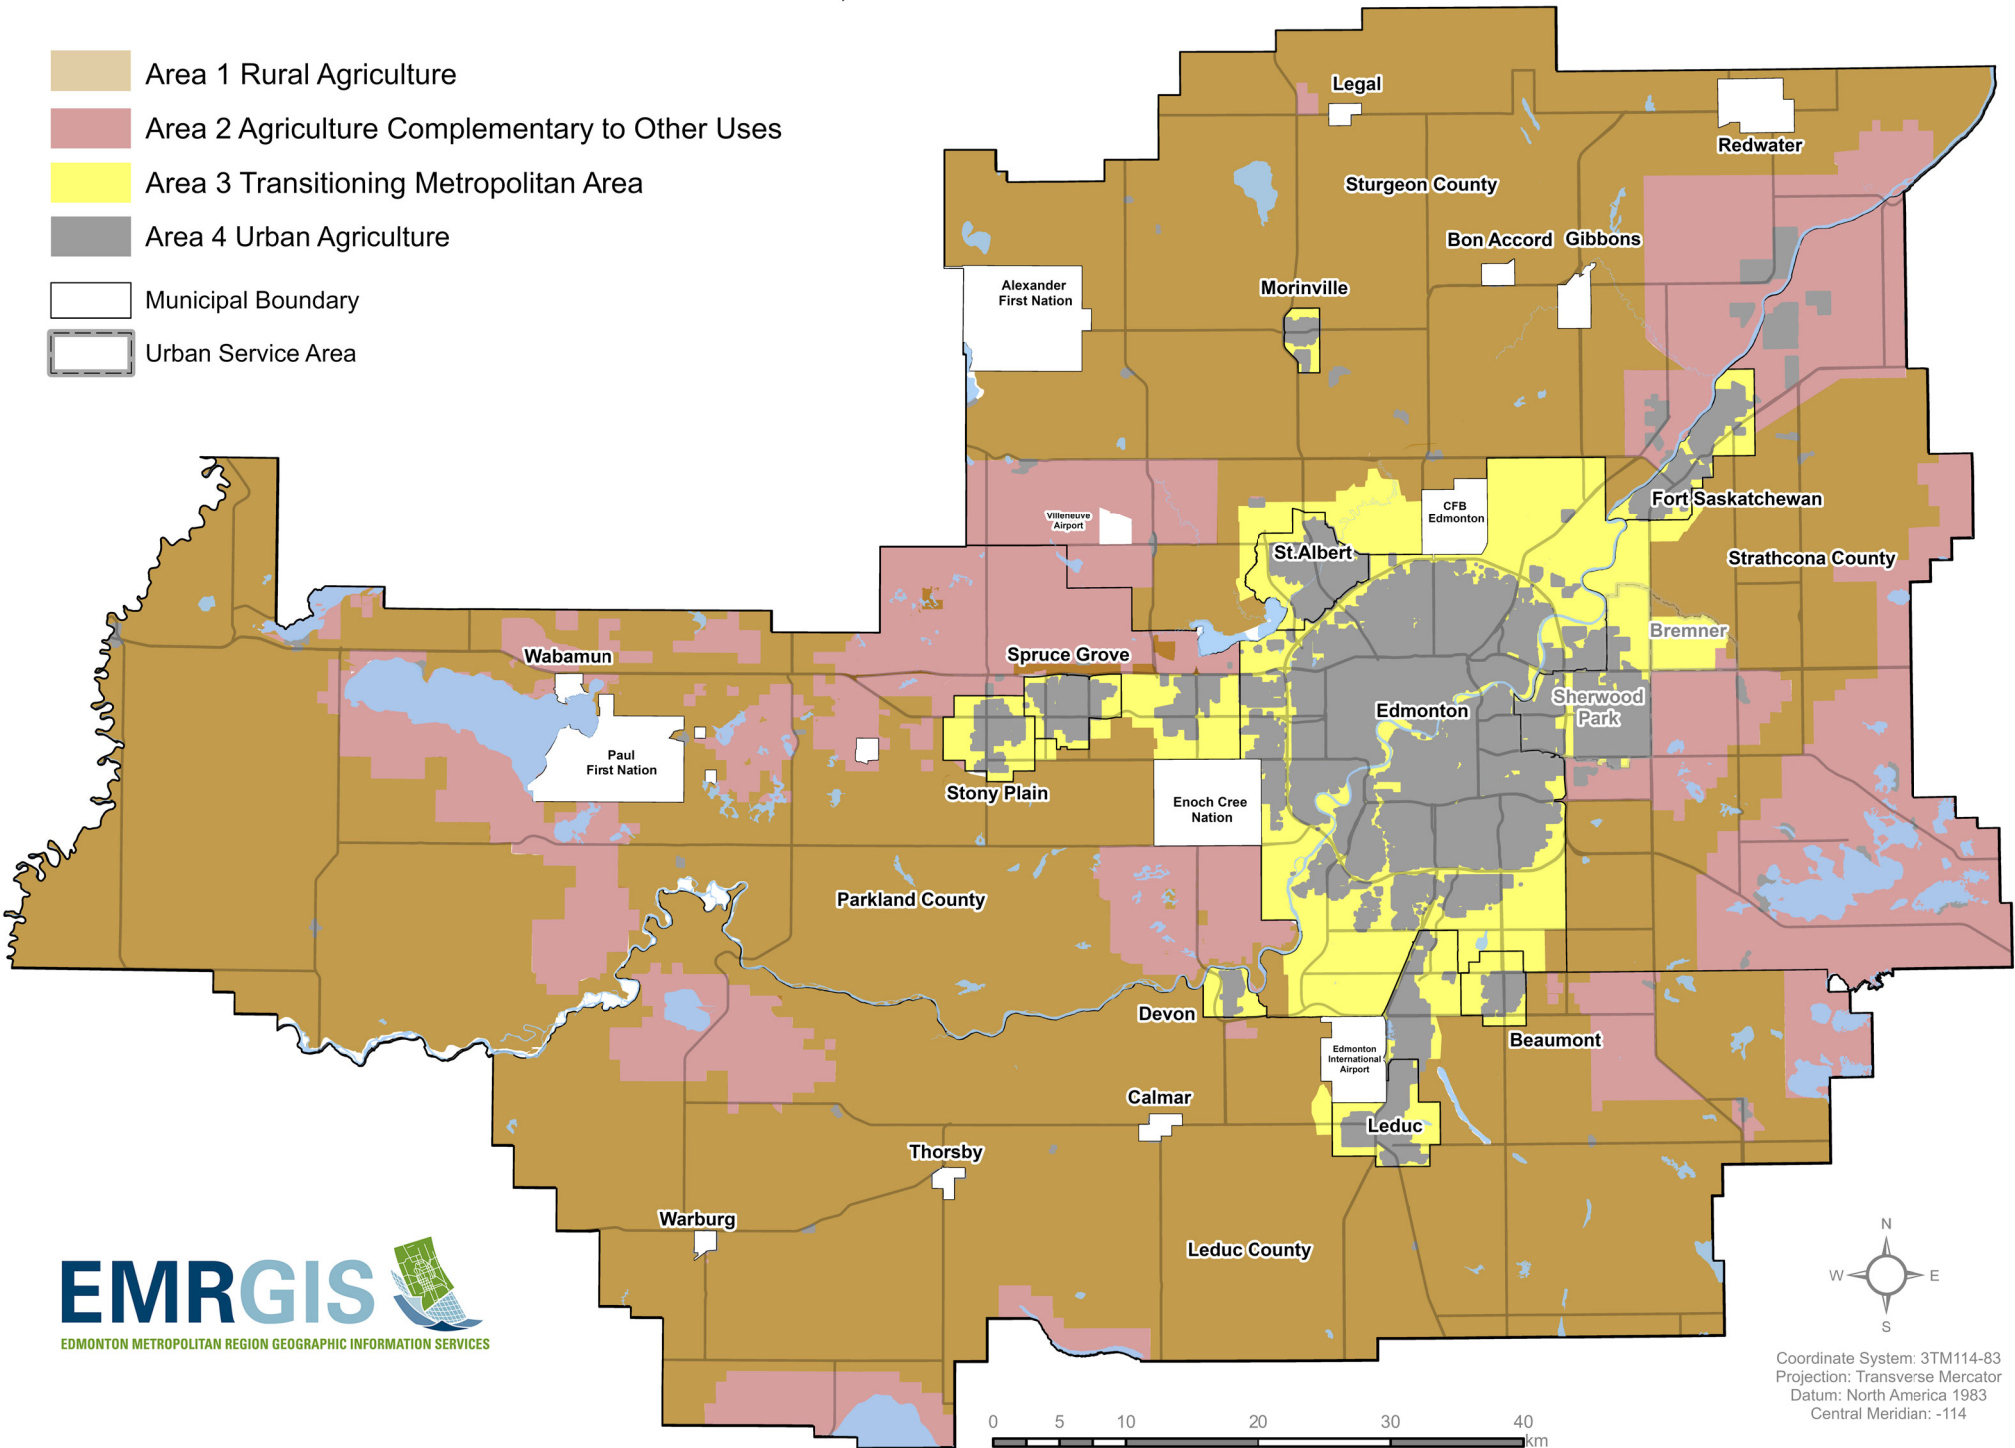 Area 1 Rural Agriculture
Area 2 Agriculture Complementary to Other Uses
Area 3 Transitioning Metropolitan Area
Area 4 Urban Agriculture
Municipal Boundary
Urban Service Area
Legal
Redwater
Sturgeon County
Bon Accord
Gibbons
Alexander
First Nation
Morinville
Villeneuve
Airport
CFB
Edmonton
Fort Saskatchewan
St.Albert
Strathcona County
Bremner
Wabamun
Spruce Grove
Sherwood
Park
Edmonton
Paul
First Nation
Stony Plain
Enoch Cree
Nation
Parkland County
Devon
Beaumont
Edmonton
International
Airport
Calmar
Leduc
Thorsby
Warburg
Leduc County
EMRGIS
EDMONTON METROPOLITAN REGION GEOGRAPHIC INFORMATION SERVICES
N
W E
S
Coordinate System: 3TM114-83
Projection: Transverse Mercator
Datum: North America 1983
Central Meridian: -114
0 5 10 20 30 40
km